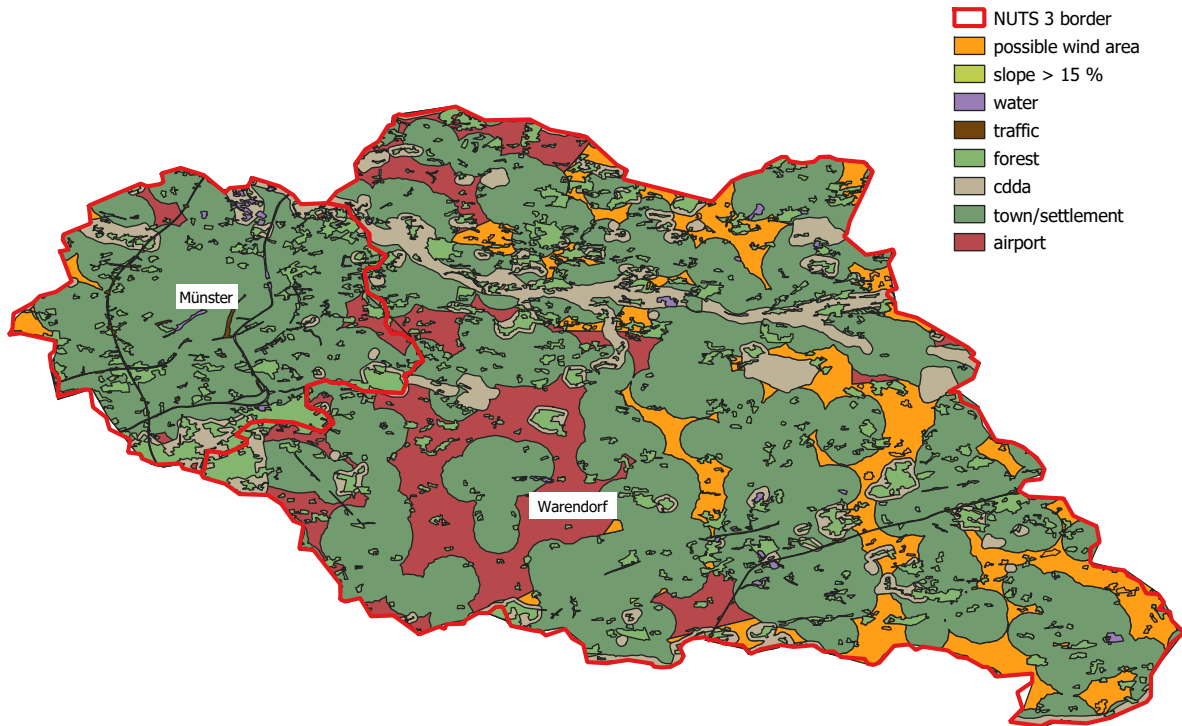 NUTS 3 border
possible wind area
slope > 15 %
water
traffic
forest
cdda
town/settlement
airport
Münster
Warendorf